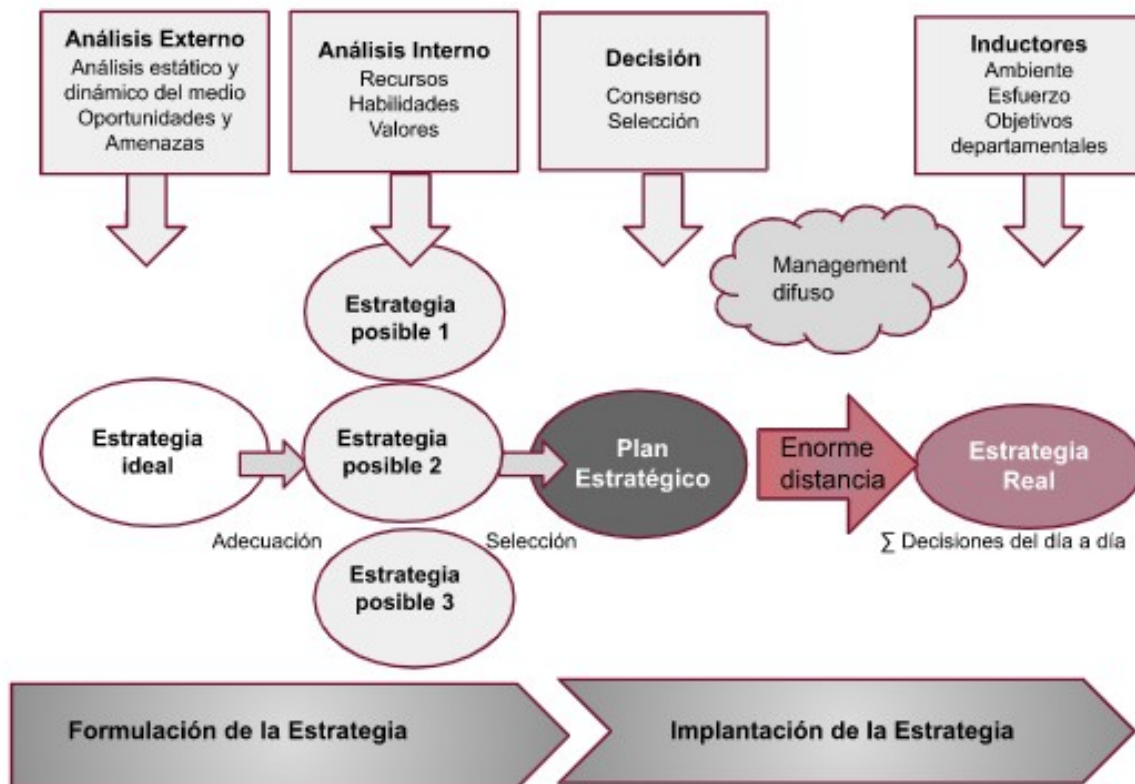 Análisis Externo
Análisis estático y
dinámico del medio
Oportunidades y
Amenazas
Análisis Interno
Recursos
Habilidades
Valores
Decisión
Consenso
Selección
Inductores
Ambiente
Esfuerzo
Objetivos
departamentales
Management
difuso
Estrategia
posible 1
Estrategia
ideal
Estrategia
posible 2
Plan
Estratégico
Enorme
distancia
Estrategia
Real
Adecuación
Selección
∑ Decisiones del día a día
Estrategia
posible 3
Formulación de la Estrategia
Implantación de la Estrategia